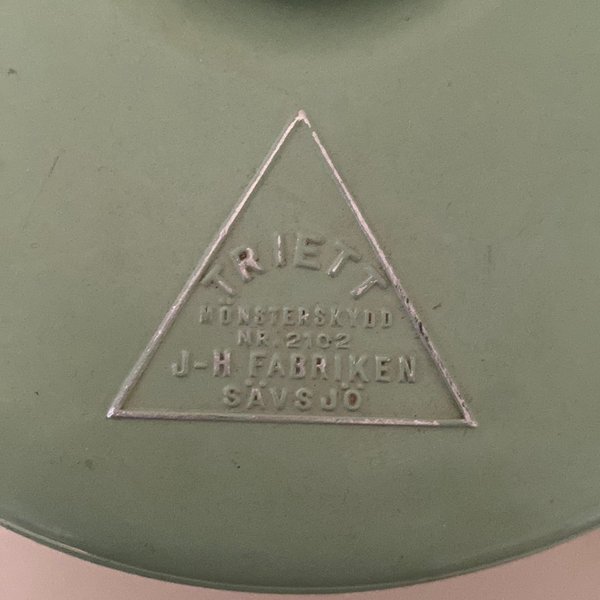 TRIETT
MÖNSTERSKYDD
NR. 2102
J-H. FABRIKEN
SÄVSJÖ